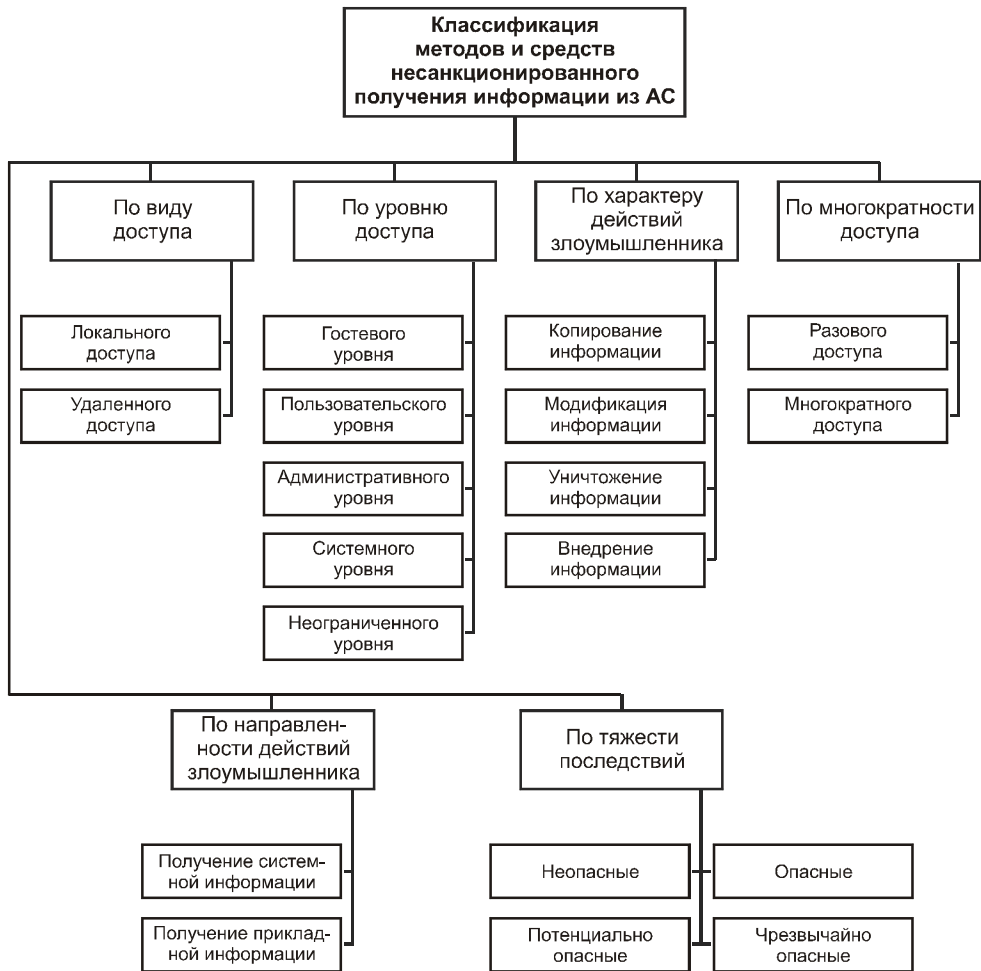 Классификация
методов и средств
несанкционированного
получения информации из АС
По виду
доступа
По уровню
доступа
По характеру
действий
злоумышленника
По многократности
доступа
Локального
доступа
Удаленного
доступа
Гостевого
уровня
Пользовательского
уровня
Административного
уровня
Системного
уровня
Неограниченного
уровня
Копирование
информации
Модификация
информации
Уничтожение
информации
Внедрение
информации
Разового
доступа
Многократного
доступа
По направлен-
ности действий
злоумышленника
По тяжести
последствий
Получение систем-
ной информации
Получение приклад-
ной информации
Неопасные
Опасные
Потенциально
опасные
Чрезвычайно
опасные